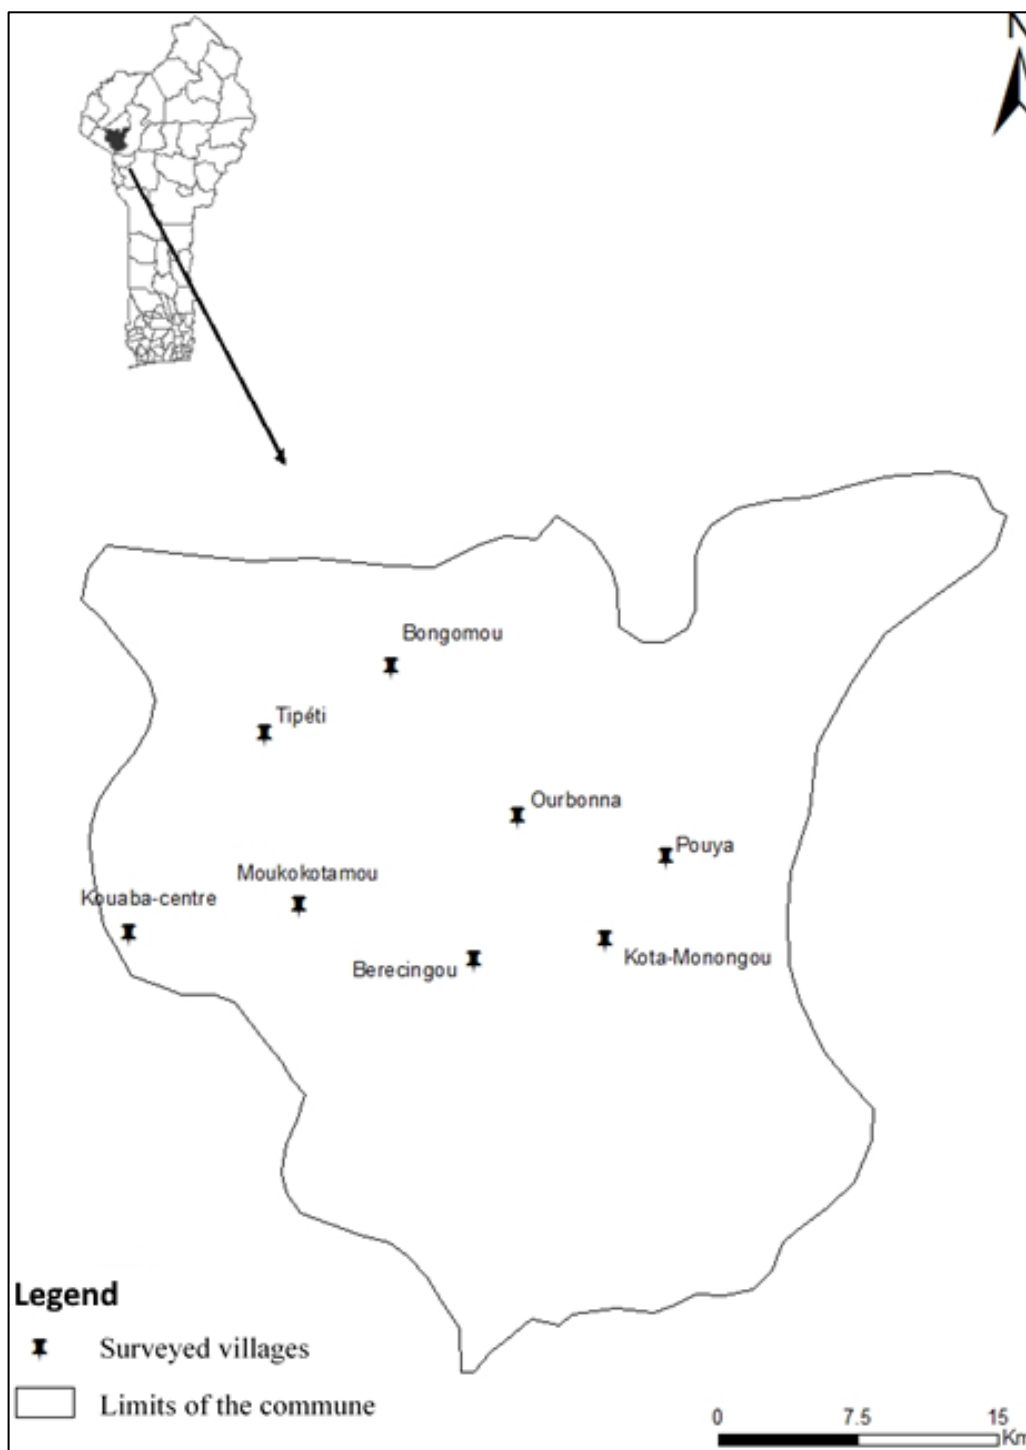 N
Bongomou
Tipéti
Ourbonna
Pouya
Moukokotamou
Kouaba-centre
Kota-Monongou
Berecingou
Legend
Surveyed villages
Limits of the commune
0 7.5 15
Km